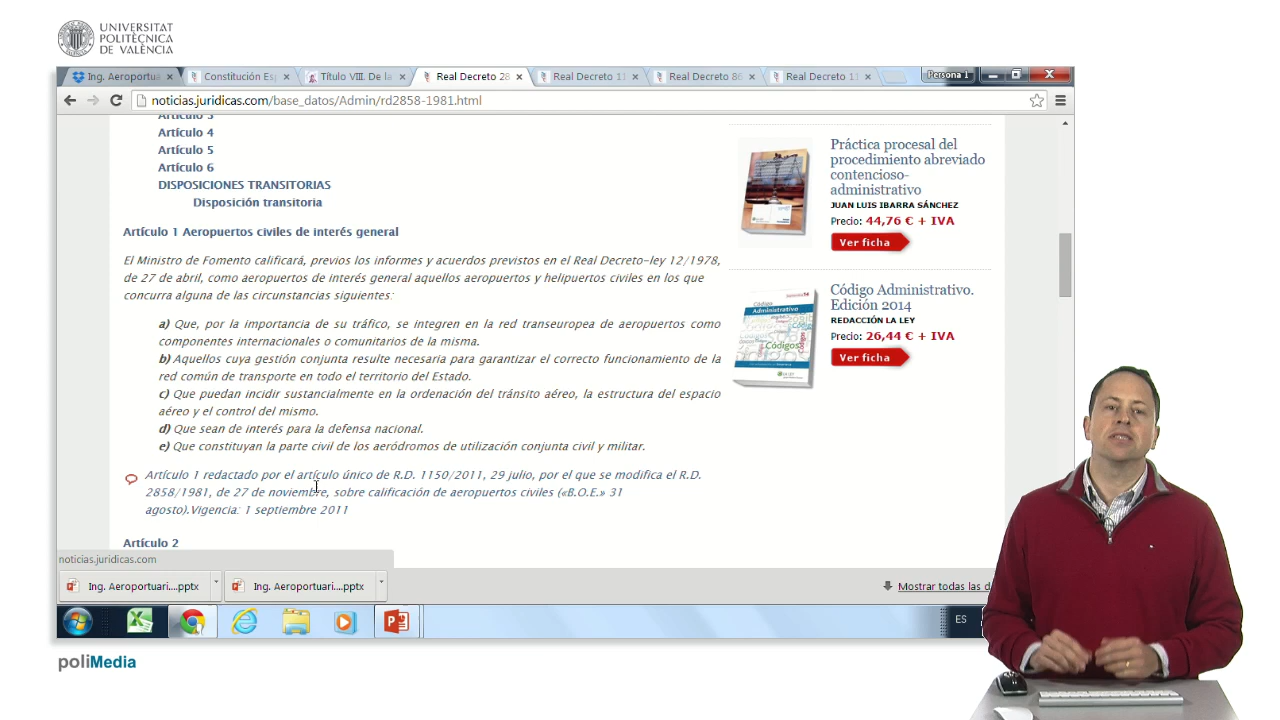 UNIVERSITAT
POLITÈCNICA
DE VALÈNCIA
Ing. Aeroportua
Constitución Es
Título VIII. De la
Real Decreto 28
Real Decreto 11
Real Decreto 86
Real Decreto 11
Persona 1
noticias.juridicas.com/base_datos/Admin/rd2858-1981.html
Artículo 3
Artículo 4
Artículo 5
Artículo 6
DISPOSICIONES TRANSITORIAS
Disposición transitoria
Artículo 1 Aeropuertos civiles de interés general
El Ministro de Fomento calificará, previos los informes y acuerdos previstos en el Real Decreto-ley 12/1978,
de 27 de abril, como aeropuertos de interés general aquellos aeropuertos y helipuertos civiles en los que
concurra alguna de las circunstancias siguientes:
a) Que, por la importancia de su tráfico, se integren en la red transeuropea de aeropuertos como
componentes internacionales o comunitarios de la misma.
b) Aquellos cuya gestión conjunta resulte necesaria para garantizar el correcto funcionamiento de la
red común de transporte en todo el territorio del Estado.
c) Que puedan incidir sustancialmente en la ordenación del tránsito aéreo, la estructura del espacio
aéreo y el control del mismo.
d) Que sean de interés para la defensa nacional.
e) Que constituyan la parte civil de los aeródromos de utilización conjunta civil y militar.
Artículo 1 redactado por el artículo único de R.D. 1150/2011, 29 julio, por el que se modifica el R.D.
2858/1981, de 27 de noviembre, sobre calificación de aeropuertos civiles («B.O.E.» 31
agosto).Vigencia: 1 septiembre 2011
Artículo 2
Práctica procesal del
procedimiento abreviado
contencioso-
administrativo
JUAN LUIS IBARRA SÁNCHEZ
Precio: 44,76 € + IVA
Ver ficha
Código
Administrativo
Códigos
Código Administrativo.
Edición 2014
REDACCIÓN LA LEY
Precio: 26,44 € + IVA
Ver ficha
noticias.juridicas.com
Ing. Aeroportuari....pptx
Ing. Aeroportuari....pptx
Mostrar todas las d
ES
poliMedia